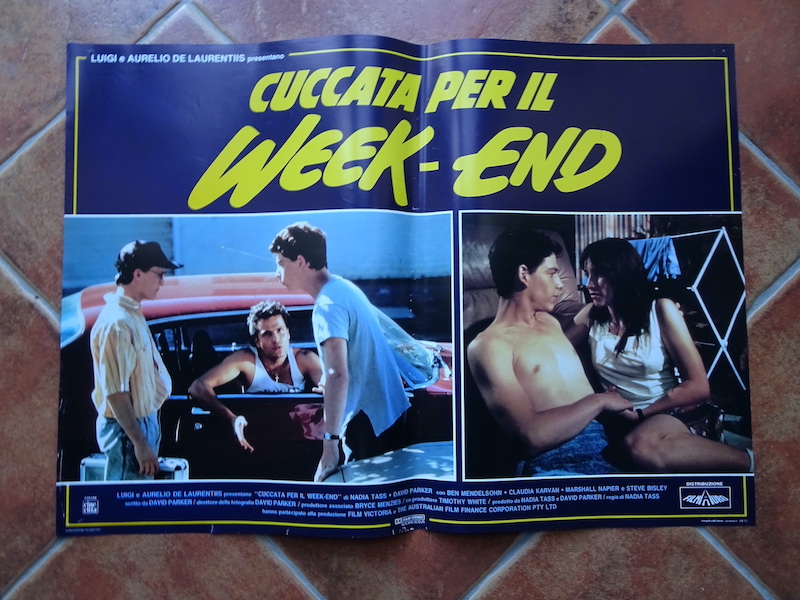 LUIGI e AURELIO DE LAURENTIIS presentano
CUCCATA PER IL
WEEK-END
LUIGI e AURELIO DE LAURENTIIS presentano "CUCCATA PER IL WEEK-END" di NADIA TASS • DAVID PARKER con BEN MENDELSOHN • CLAUDIA KARVAN • MARSHALL NAPIER e STEVE BISLEY
scritto da DAVID PARKER / direttore della fotografia DAVID PARKER / produttore associato BRYCE MENZIES / co produttore TIMOTHY WHITE / prodotto da NADIA TASS e DAVID PARKER / regia di NADIA TASS
hanno partecipato alla produzione FILM VICTORIA e THE AUSTRALIAN FILM FINANCE CORPORATION PTY LTD
DISTRIBUZIONE
FILMAURO